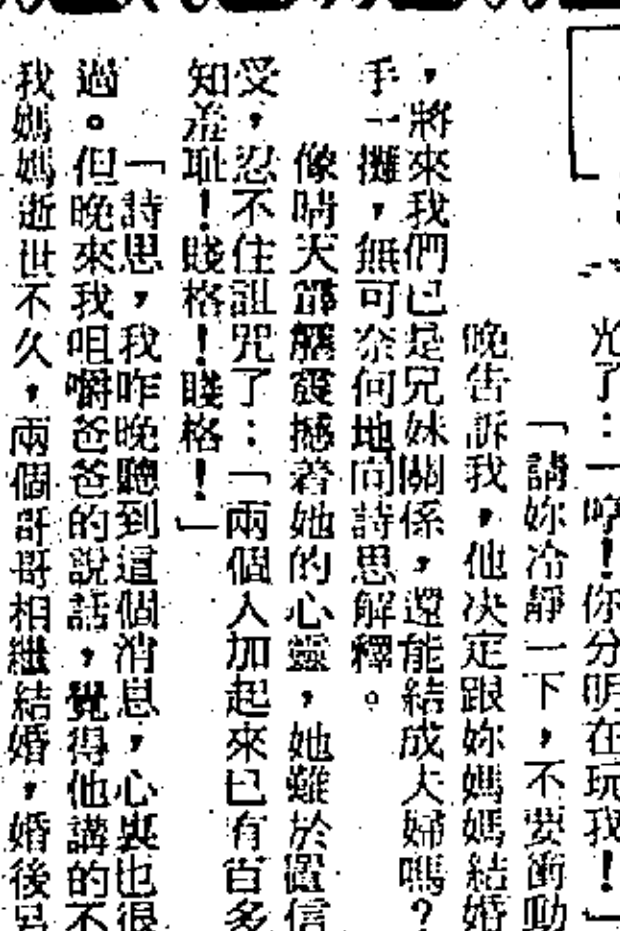 光了：「哼！你分明在玩我！」
「請妳冷靜一下，不要衝動
晚告訴我，他決定跟妳媽媽結婚
，將來我們已是兄妹關係，還能結成夫婦嗎？
手一攤，無可奈何地向詩思解釋。
像晴天霹靂震撼着她的心靈，她難於置信
受，忍不住詛咒了：「兩個人加起來已有百多
知羞恥！賤格！賤格！」
「詩思，我昨晚聽到這個消息，心裏也很
過。但晚來我咀嚼爸爸的說話，覺得他講的不
我媽媽逝世不久，兩個哥哥相繼結婚，婚後另